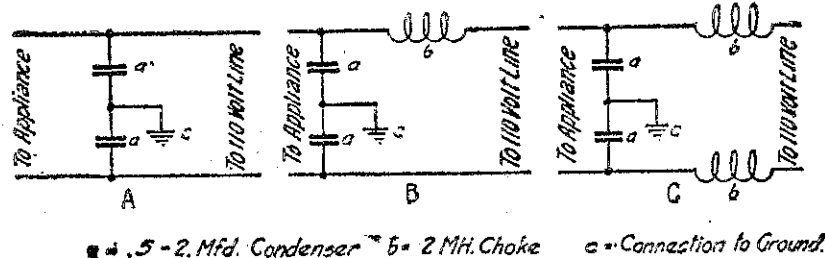 To Appliance
a
a
c
To 110 Volt Line
A
To Appliance
a
a
c
b
To 110 Volt Line
B
To Appliance
a
a
c
b
b
To 110 Volt Line
C
a = .5-2. Mfd. Condenser b = 2 MH. Choke c = Connection to Ground.